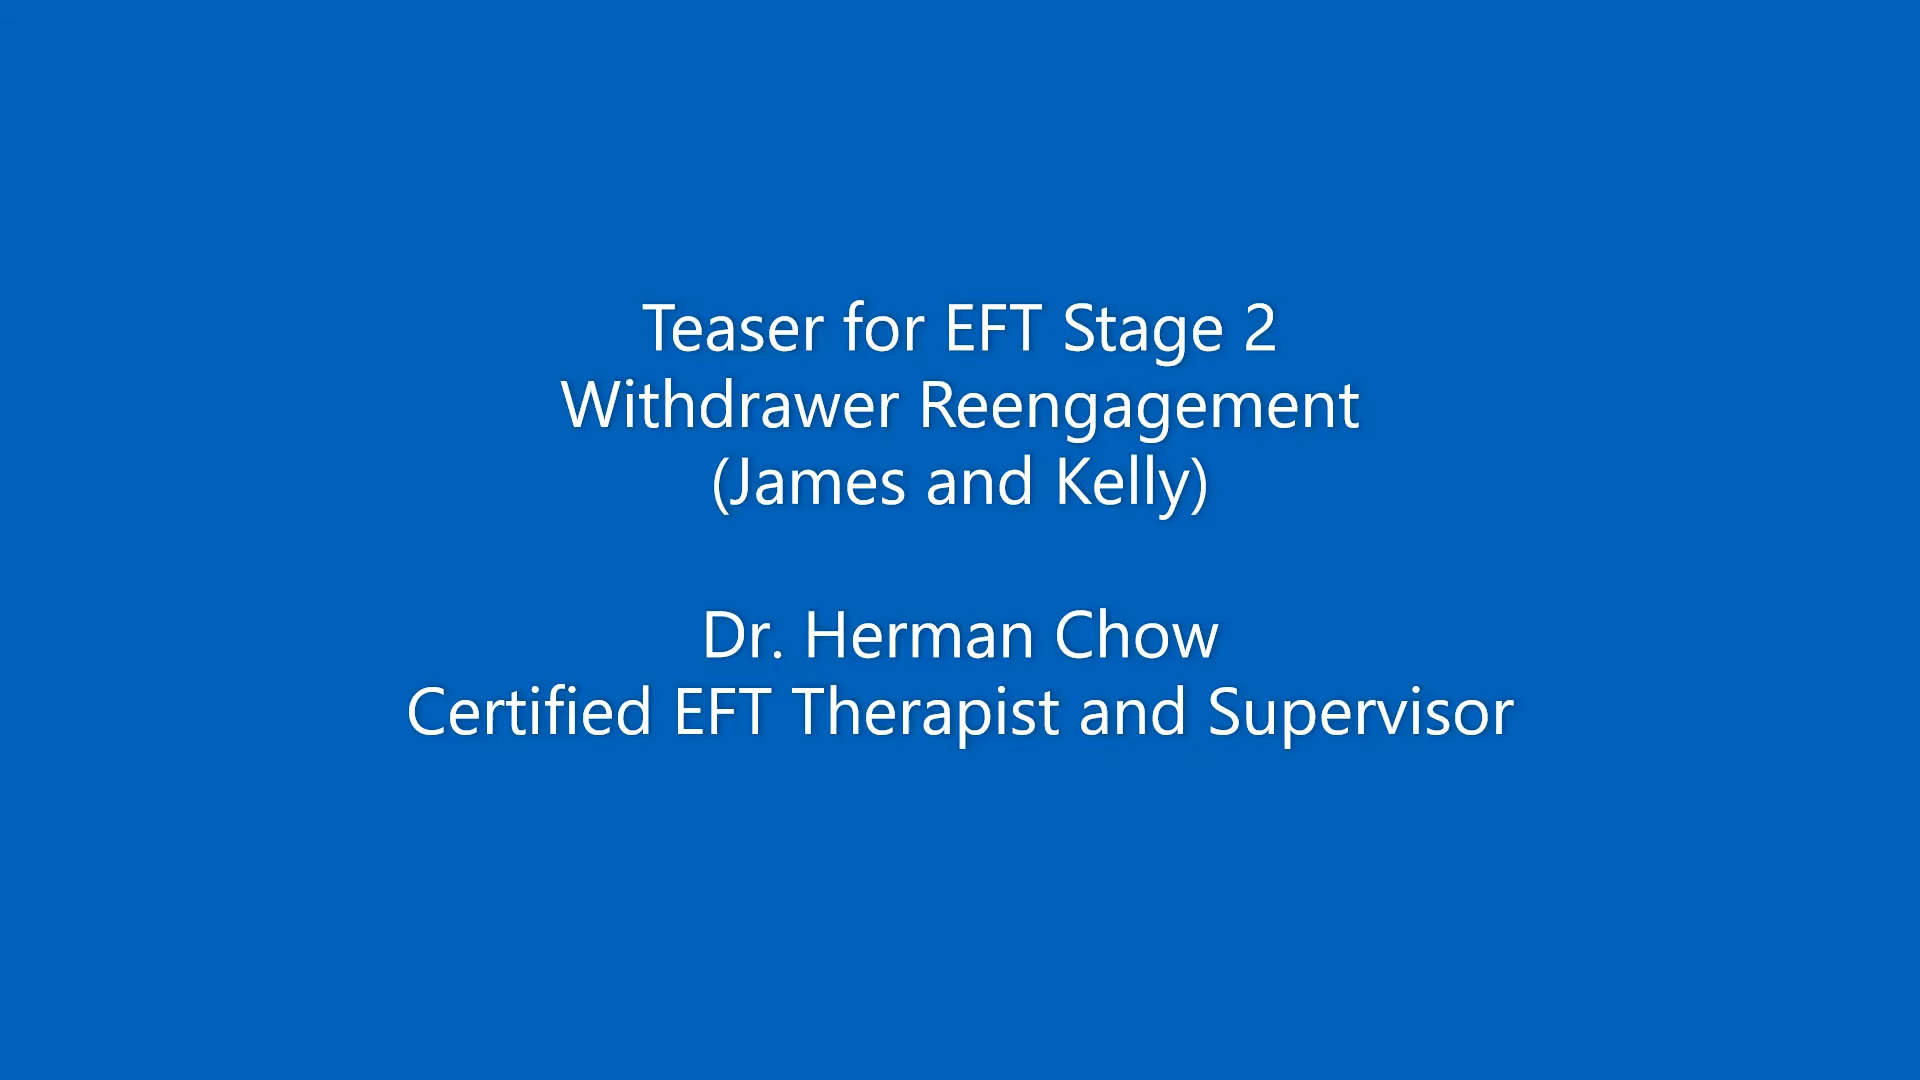 Teaser for EFT Stage 2
Withdrawer Reengagement
(James and Kelly)
Dr. Herman Chow
Certified EFT Therapist and Supervisor